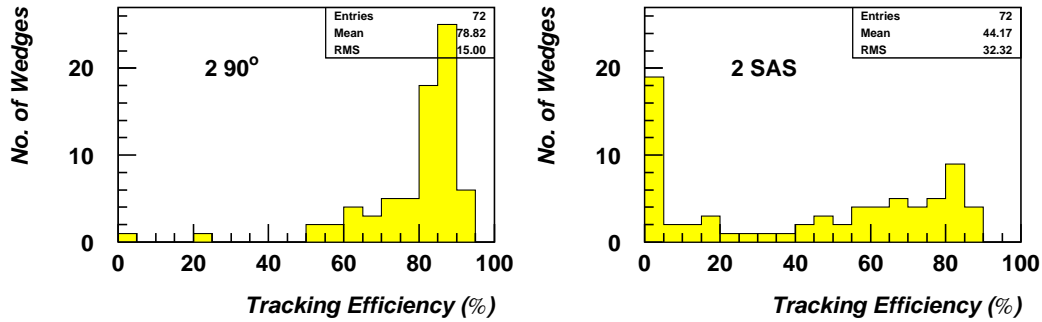 No. of Wedges
20
10
0
Entries 72
Mean 78.82
RMS 15.00
2 90°
0 20 40 60 80 100
Tracking Efficiency (%)
No. of Wedges
20
10
0
Entries 72
Mean 44.17
RMS 32.32
2 SAS
0 20 40 60 80 100
Tracking Efficiency (%)